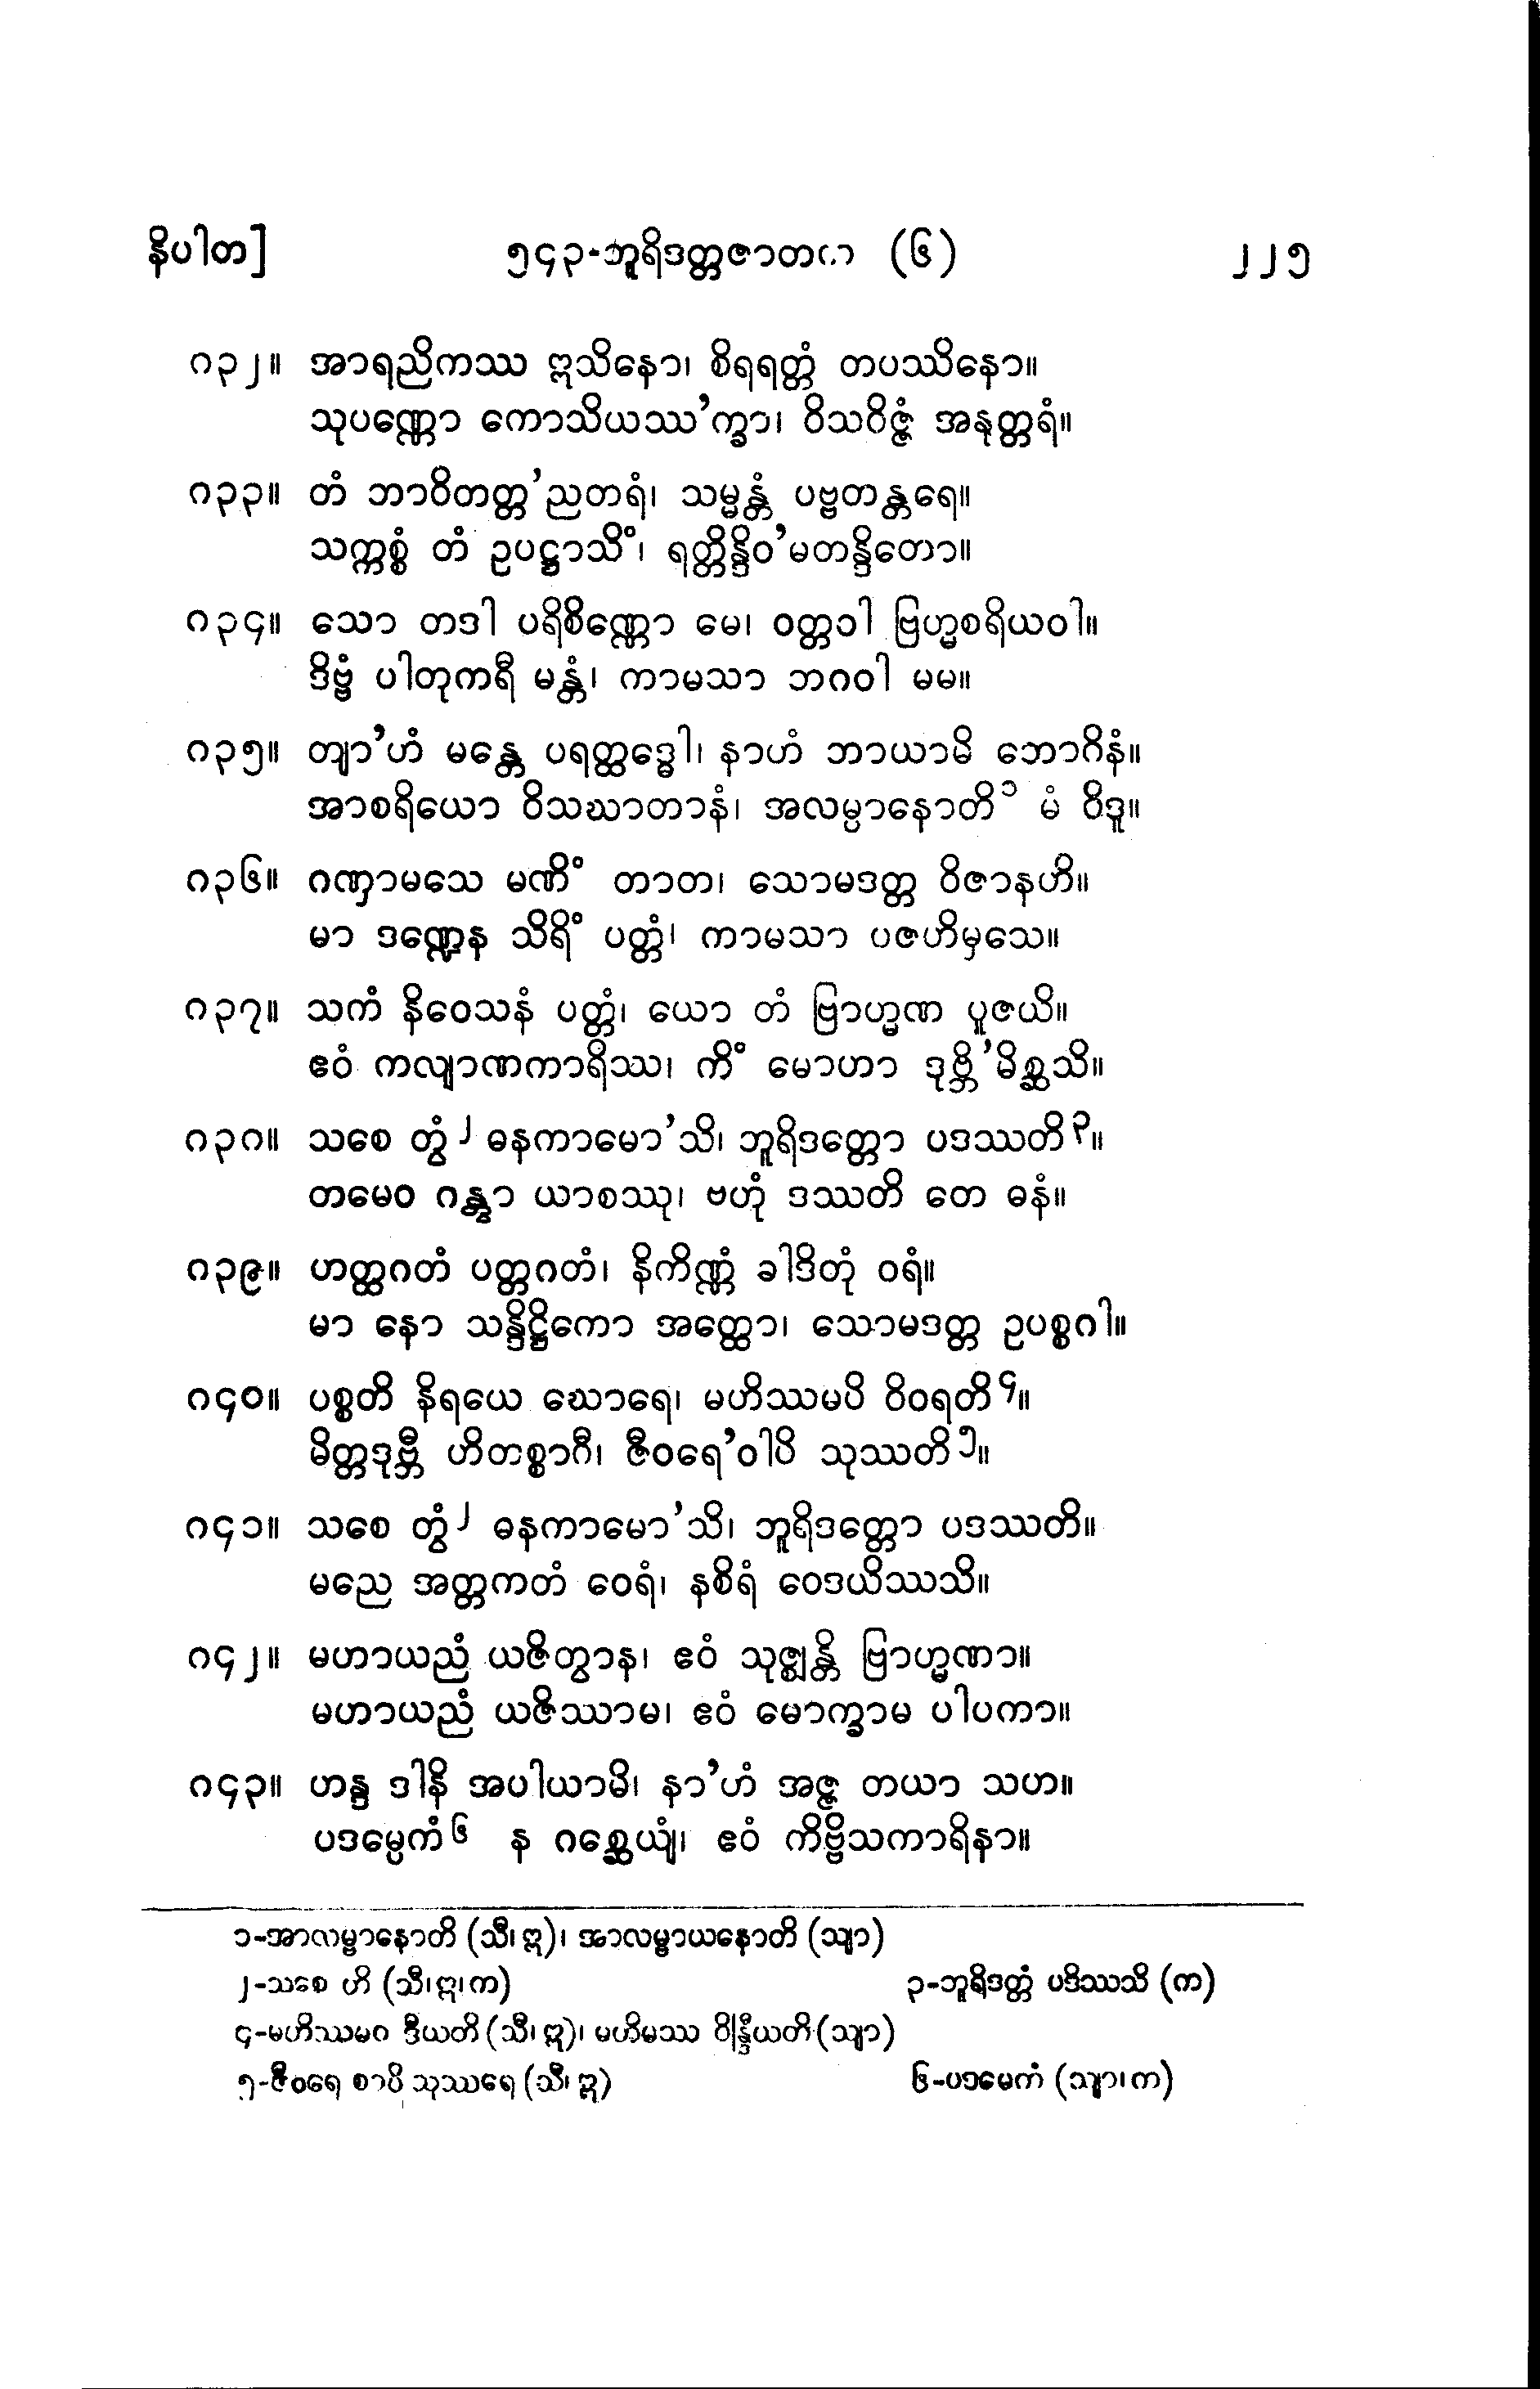 နိပါတ] ၅၄၃-ဘူရိဒတ္တဇာတက (၆) ၂၂၅
၈၃၂။ အာရညိကဿ ဣသိနော၊ စိရရတ္တံ တပဿိနော။
သုပဏ္ဏော ကောသိယဿ’က္ခာ၊ ဝိသဝိဇ္ဇံ အနုတ္တရံ။
၈၃၃။ တံ ဘာဝိတတ္တ’ညတရံ၊ သမ္မန္တံ ပဗ္ဗတန္တရေ။
သက္ကစ္စံ တံ ဥပဋ္ဌာသိံ၊ ရတ္တိန္ဒိဝ’မတန္ဒိတော။
၈၃၄။ သော တဒါ ပရိစိဏ္ဏော မေ၊ ဝတ္တဝါ ဗြဟ္မစရိယဝါ။
ဒိဗ္ဗံ ပါတုကရီ မန္တံ၊ ကာမသာ ဘဂဝါ မမ။
၈၃၅။ တျာ’ဟံ မန္တေ ပရတ္ထဒ္ဓေါ၊ နာဟံ ဘာယာမိ ဘောဂိနံ။
အာစရိယော ဝိသဃာတာနံ၊ အလမ္ပာနောတိ၁ မံ ဝိဒူ။
၈၃၆။ ဂဏှာမသေ မဏိံ တာတ၊ သောမဒတ္တ ဝိဇာနဟိ။
မာ ဒဏ္ဍေန သိရိံ ပတ္တံ၊ ကာမသာ ပဇဟိမှသေ။
၈၃၇။ သကံ နိဝေသနံ ပတ္တံ၊ ယော တံ ဗြာဟ္မဏ ပူဇယိ။
ဧဝံ ကလျာဏကာရိဿ၊ ကိံ မောဟာ ဒုဗ္ဘိ’မိစ္ဆသိ။
၈၃၈။ သစေ တွံ၂ ဓနကာမော’သိ၊ ဘူရိဒတ္တော ပဒဿတိ၃။
တမေဝ ဂန္တွာ ယာစဿု၊ ဗဟုံ ဒဿတိ တေ ဓနံ။
၈၃၉။ ဟတ္ထဂတံ ပတ္တဂတံ၊ နိကိဏ္ဏံ ခါဒိတုံ ဝရံ။
မာ နော သန္ဒိဋ္ဌိကော အတ္ထော၊ သောမဒတ္တ ဥပစ္စဂါ။
၈၄၀။ ပစ္စတိ နိရယေ ဃောရေ၊ မဟိဿမပိ ဝိဝရတိ၄။
မိတ္တဒုဗ္ဘီ ဟိတစ္စာဂီ၊ ဇီဝရေ’ဝါပိ သုဿတိ၅။
၈၄၁။ သစေ တွံ၂ ဓနကာမော’သိ၊ ဘူရိဒတ္တော ပဒဿတိ။
မညေ အတ္တကတံ ဝေရံ၊ နစိရံ ဝေဒယိဿသိ။
၈၄၂။ မဟာယညံ ယဇိတွာန၊ ဧဝံ သုဇ္ဈန္တိ ဗြာဟ္မဏာ။
မဟာယညံ ယဇိဿာမ၊ ဧဝံ မောက္ခာမ ပါပကာ။
၈၄၃။ ဟန္ဒ ဒါနိ အပါယာမိ၊ နာ’ဟံ အဇ္ဇ တယာ သဟ။
ပဒမ္ပေကံ၆ န ဂစ္ဆေယျံ၊ ဧဝံ ကိဗ္ဗိသကာရိနာ။
၁-အာလမ္ဗာနောတိ (သီ၊ ဣ)၊ အာလမ္ဗာယနောတိ (သျာ)
၂-သစေ ဟိ (သီ၊ဣ၊က) ၃-ဘူရိဒတ္တံ ပဒိဿသိ (က)
၄-မဟိဿမဝ ဒီယတိ (သီ၊ ဣ)၊ မဟိမဿ ဝိန္ဒြီယတိ (သျာ)
၅-ဇီဝရေ စာပိ သုဿရေ (သီ၊ ဣ) ၆-ပဒမေကံ (သျာ၊က)